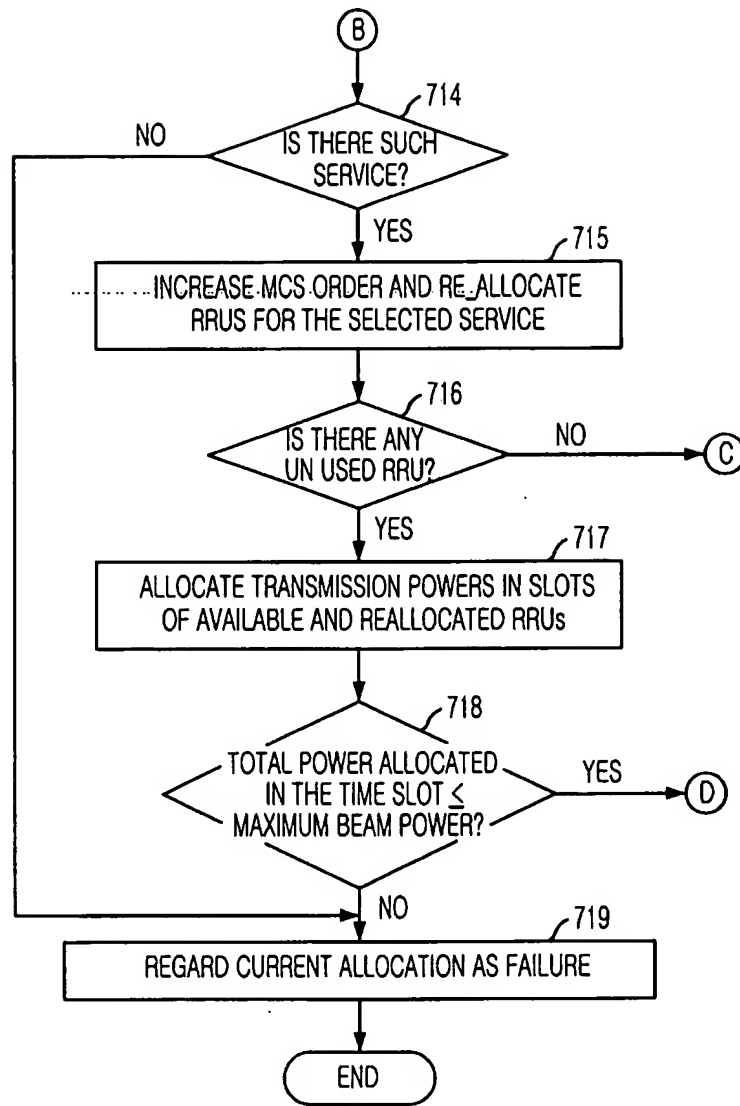 B
714
NO
IS THERE SUCH
SERVICE?
YES
715
INCREASE MCS ORDER AND RE_ALLOCATE
RRUS FOR THE SELECTED SERVICE
716
IS THERE ANY
UN USED RRU?
NO
C
YES
717
ALLOCATE TRANSMISSION POWERS IN SLOTS
OF AVAILABLE AND REALLOCATED RRUs
718
TOTAL POWER ALLOCATED
IN THE TIME SLOT ≤
MAXIMUM BEAM POWER?
YES
D
NO
719
REGARD CURRENT ALLOCATION AS FAILURE
END